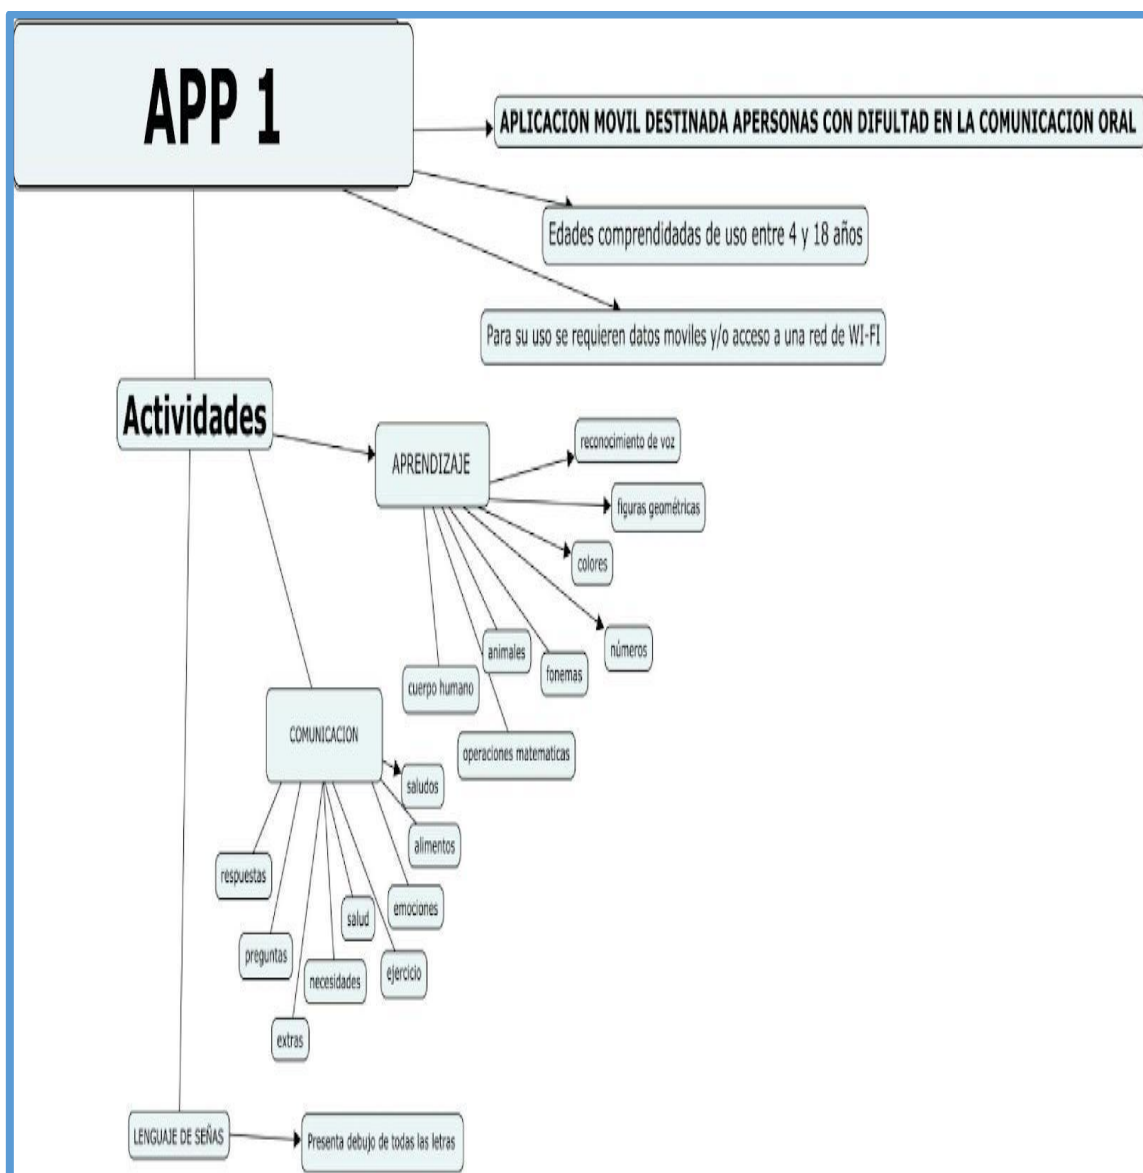 APP 1
APLICACION MOVIL DESTINADA APERSONAS CON DIFULTAD EN LA COMUNICACION ORAL
Edades comprendidadas de uso entre 4 y 18 años
Para su uso se requieren datos moviles y/o acceso a una red de WI-FI
Actividades
APRENDIZAJE
reconocimiento de voz
figuras geométricas
colores
números
fonemas
animales
cuerpo humano
operaciones matematicas
COMUNICACION
saludos
alimentos
emociones
ejercicio
salud
necesidades
extras
preguntas
respuestas
LENGUAJE DE SEÑAS
Presenta debujo de todas las letras